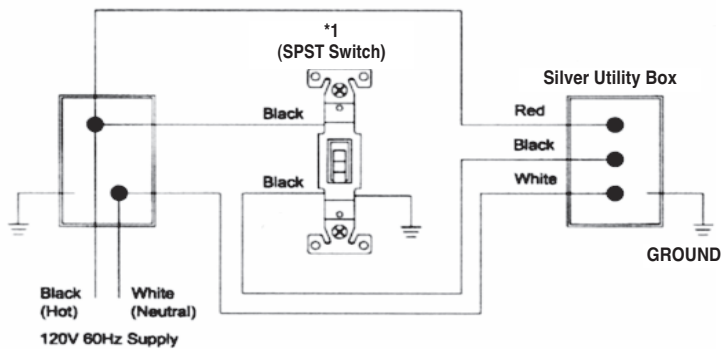 *1
(SPST Switch)
Silver Utility Box
Black
Red
Black
Black
White
GROUND
Black
(Hot)
White
(Neutral)
120V 60Hz Supply